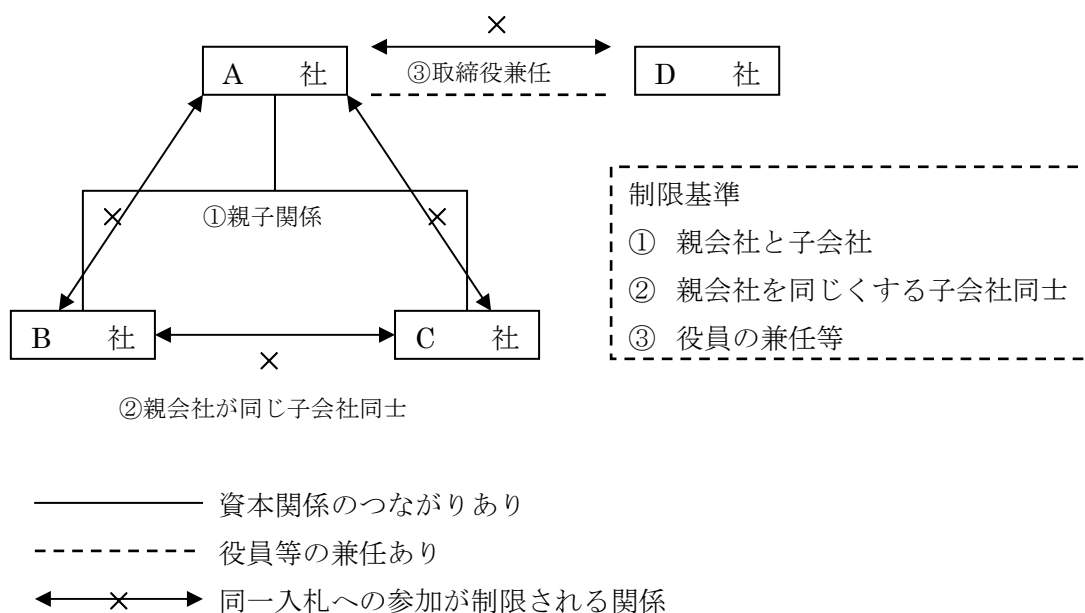 A 社
③取締役兼任
D 社
①親子関係
制限基準
① 親会社と子会社
② 親会社を同じくする子会社同士
③ 役員の兼任等
B 社
C 社
②親会社が同じ子会社同士
資本関係のつながりあり
役員等の兼任あり
同一入札への参加が制限される関係